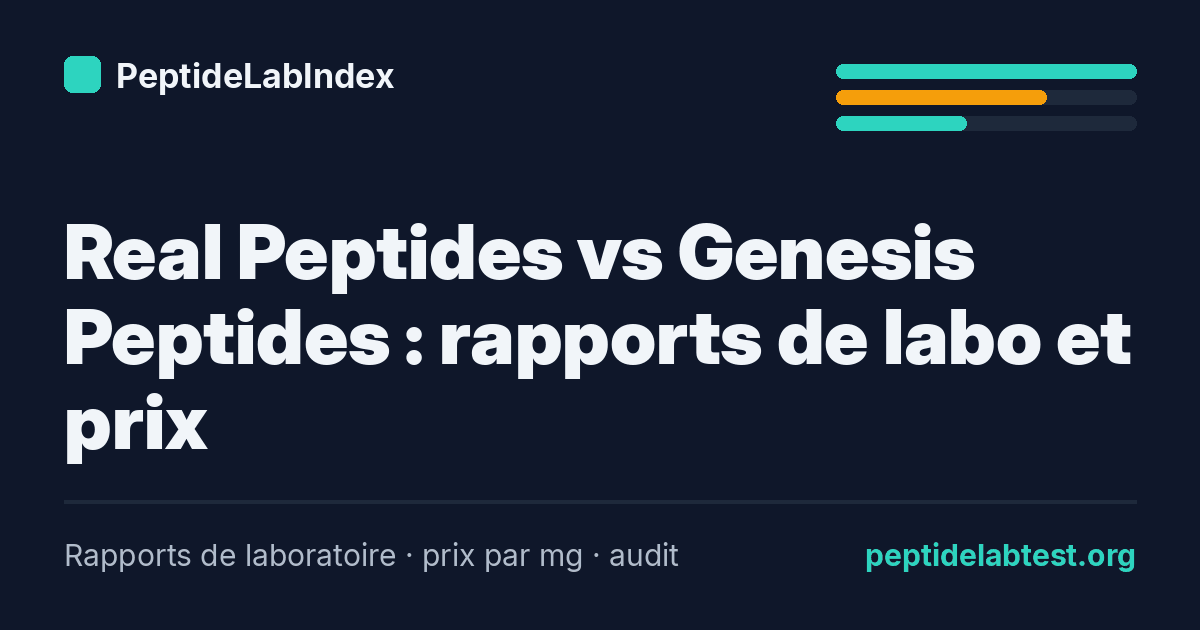 PeptideLabIndex
Real Peptides vs Genesis
Peptides : rapports de labo et
prix
Rapports de laboratoire · prix par mg · audit
peptidelabtest.org